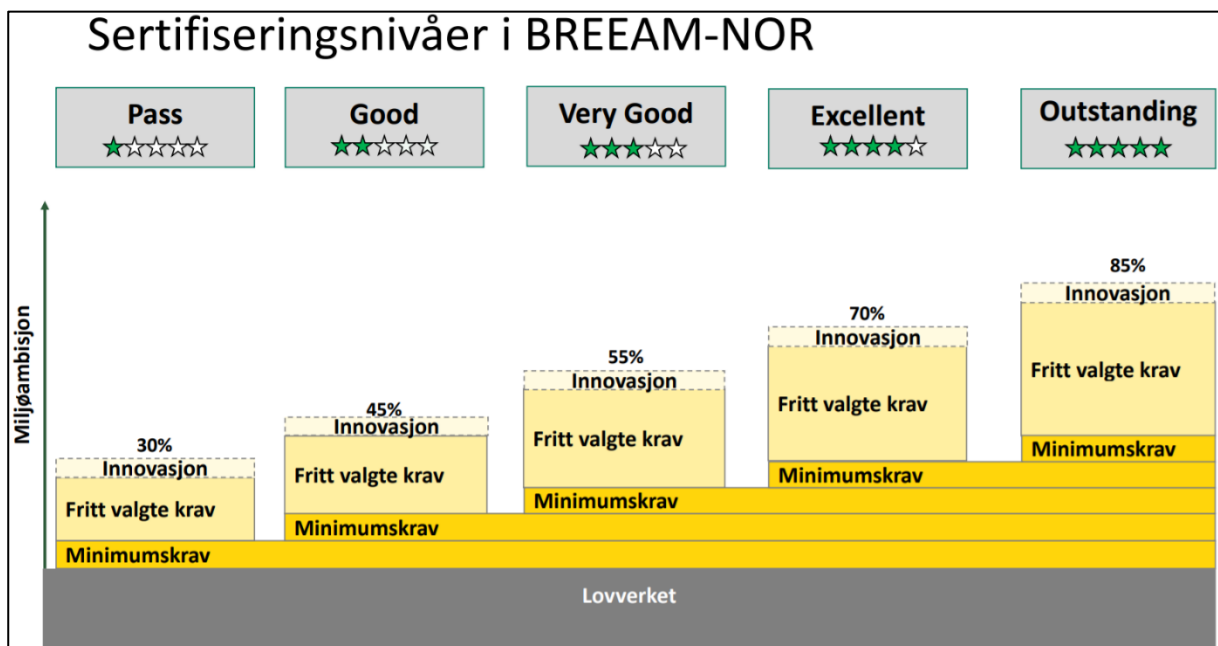 Sertifiseringsnivåer i BREEAM-NOR
Pass
Good
Very Good
Excellent
Outstanding
Miljøambisjon
30%
Innovasjon
Fritt valgte krav
Minimumskrav
45%
Innovasjon
Fritt valgte krav
Minimumskrav
55%
Innovasjon
Fritt valgte krav
Minimumskrav
70%
Innovasjon
Fritt valgte krav
Minimumskrav
85%
Innovasjon
Fritt valgte krav
Minimumskrav
Lovverket